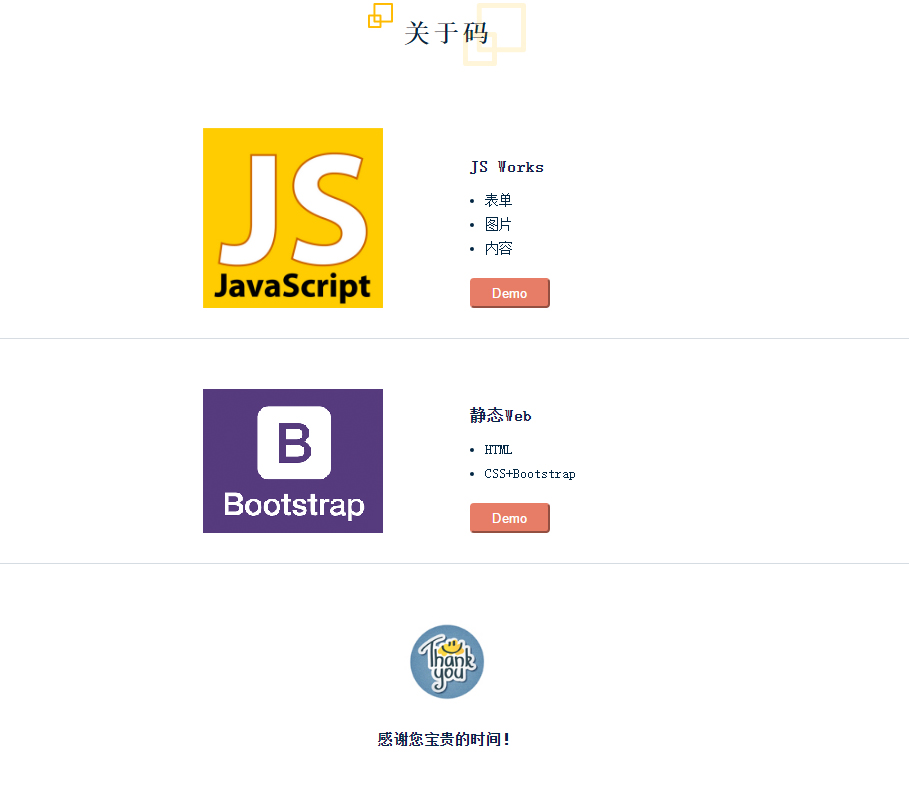 关于码
JS
JavaScript
JS Works
表单
图片
内容
Demo
B
Bootstrap
静态Web
HTML
CSS+Bootstrap
Demo
Thank
you
感谢您宝贵的时间!